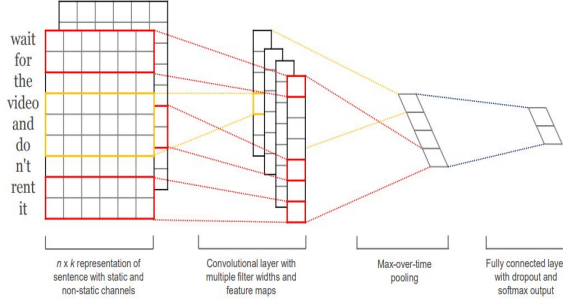 wait
for
the
video
and
do
n't
rent
it
n x k representation of
sentence with static and
non-static channels
Convolutional layer with
multiple filter widths and
feature maps
Max-over-time
pooling
Fully connected layer
with dropout and
softmax output